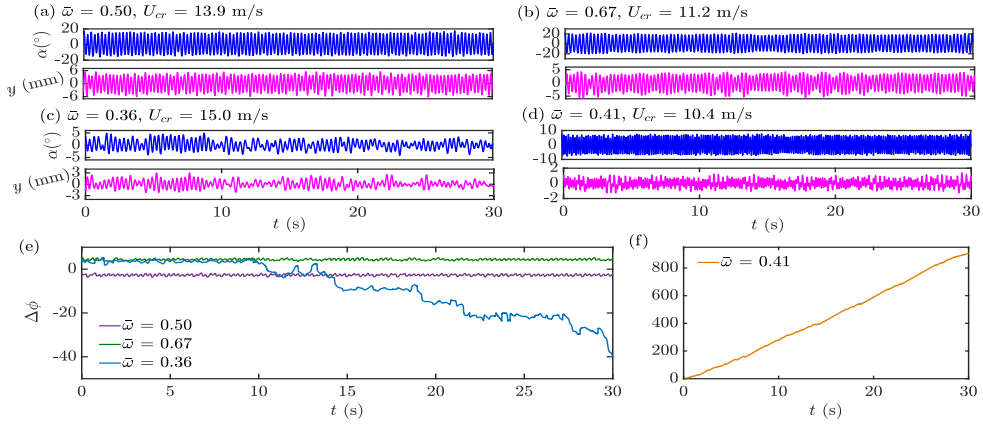 (a) ω̄ = 0.50, U_cr = 13.9 m/s
20
0
-20
α(°)
6
0
-6
y (mm)
(b) ω̄ = 0.67, U_cr = 11.2 m/s
20
0
-20
5
0
-5
(c) ω̄ = 0.36, U_cr = 15.0 m/s
5
0
-5
α(°)
3
0
-3
y (mm)
0 10 20 30
t (s)
(d) ω̄ = 0.41, U_cr = 10.4 m/s
10
0
-10
2
0
-2
0 10 20 30
t (s)
(e)
0
-20
-40
Δϕ
ω̄ = 0.50
ω̄ = 0.67
ω̄ = 0.36
0 5 10 15 20 25 30
t (s)
(f)
ω̄ = 0.41
800
600
400
200
0
0 10 20 30
t (s)